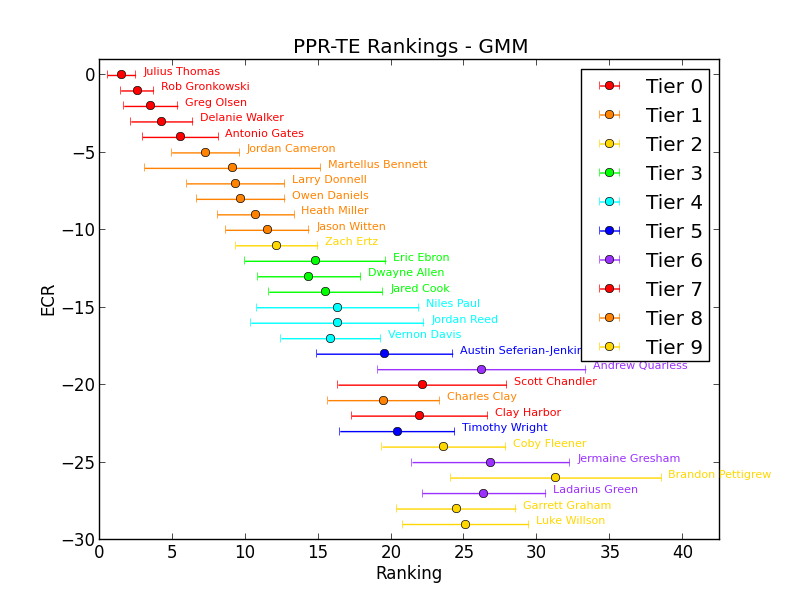 PPR-TE Rankings - GMM
0
−5
−10
−15
−20
−25
−30
ECR
Julius Thomas
Rob Gronkowski
Greg Olsen
Delanie Walker
Antonio Gates
Jordan Cameron
Martellus Bennett
Larry Donnell
Owen Daniels
Heath Miller
Jason Witten
Zach Ertz
Eric Ebron
Dwayne Allen
Jared Cook
Niles Paul
Jordan Reed
Vernon Davis
Austin Seferian-Jenkin
Andrew Quarless
Scott Chandler
Charles Clay
Clay Harbor
Timothy Wright
Coby Fleener
Jermaine Gresham
Brandon Pettigrew
Ladarius Green
Garrett Graham
Luke Willson
Tier 0
Tier 1
Tier 2
Tier 3
Tier 4
Tier 5
Tier 6
Tier 7
Tier 8
Tier 9
0 5 10 15 20 25 30 35 40
Ranking